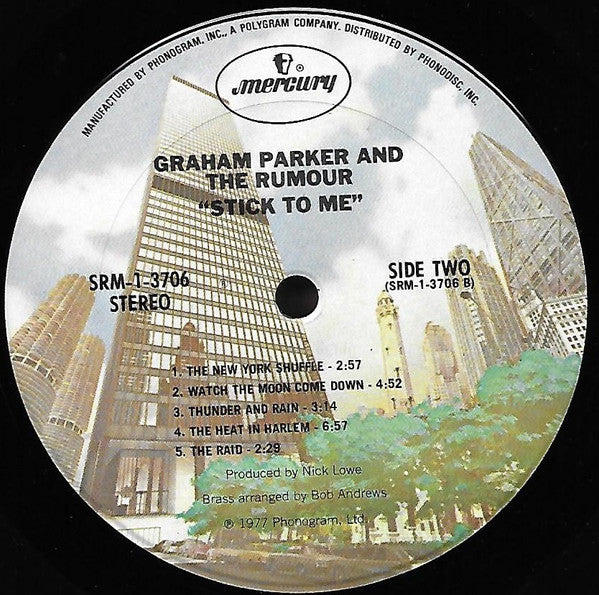 MANUFACTURED BY PHONOGRAM, INC., A POLYGRAM COMPANY. DISTRIBUTED BY PHONODISC, INC.
®
mercury
GRAHAM PARKER AND
THE RUMOUR
"STICK TO ME"
SRM-1-3706
STEREO
®
SIDE TWO
(SRM-1-3706 B)
1. THE NEW YORK SHUFFLE - 2:57
2. WATCH THE MOON COME DOWN - 4:52
3. THUNDER AND RAIN - 3:14
4. THE HEAT IN HARLEM - 6:57
5. THE RAID - 2:29
Produced by Nick Lowe
Brass arranged by Bob Andrews
℗ 1977 Phonogram, Ltd.